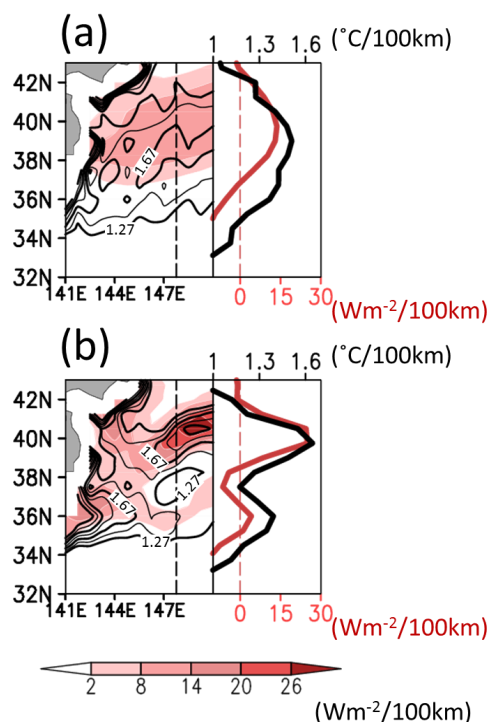 (a)
1 1.3 1.6 (˚C/100km)
42N
40N
38N
36N
34N
32N
1.67
1.27
141E 144E 147E 0 15 30
(Wm-2/100km)
(b)
1 1.3 1.6 (˚C/100km)
42N
40N
38N
36N
34N
32N
1.67
1.27
1.67
1.27
141E 144E 147E 0 15 30
(Wm-2/100km)
2 8 14 20 26
(Wm-2/100km)